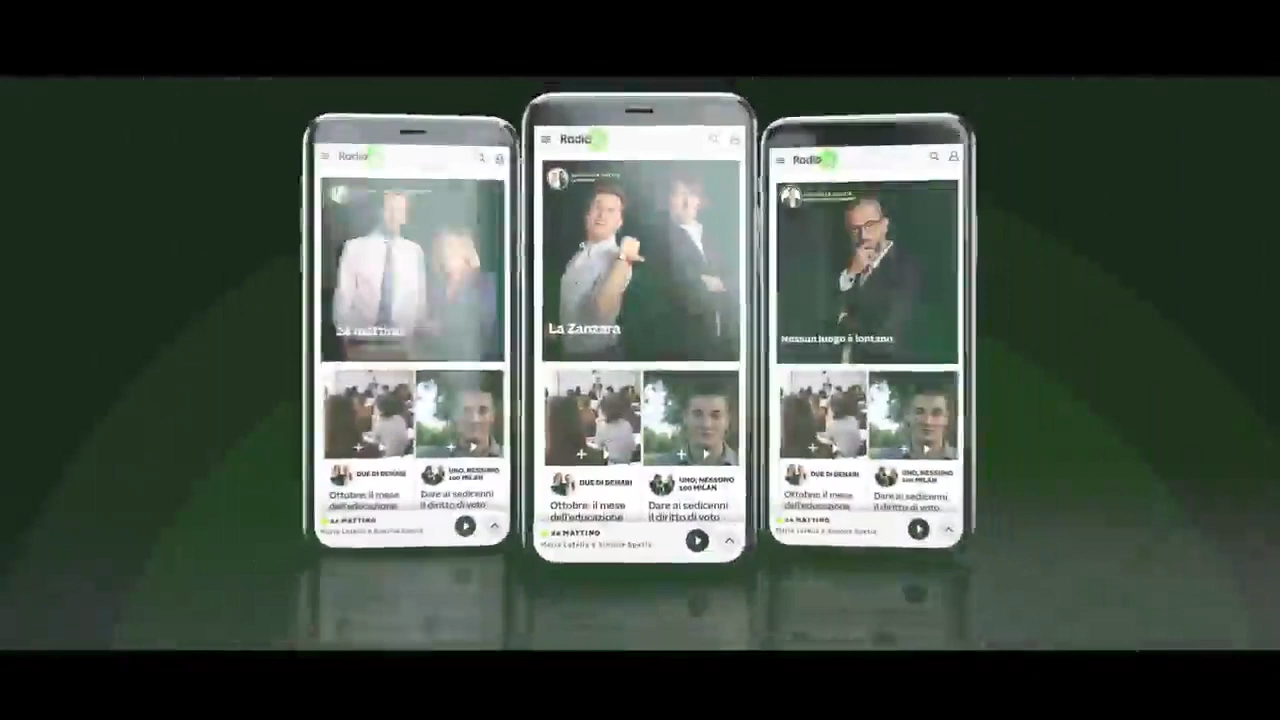 Radio
24 mattino
DUE DI DENARI
UNO, NESSUNO
100 MILAN
Ottobre: il mese
dell'educazione
Dare ai sedicenni
il diritto di voto
24 MATTINO
Radio
La Zanzara
DUE DI DENARI
UNO, NESSUNO
100 MILAN
Ottobre: il mese
dell'educazione
Dare ai sedicenni
il diritto di voto
24 MATTINO
Radio
Nessun luogo è lontano
DUE DI DENARI
UNO, NESSUNO
100 MILAN
Ottobre: il mese
dell'educazione
Dare ai sedicenni
il diritto di voto
24 MATTINO